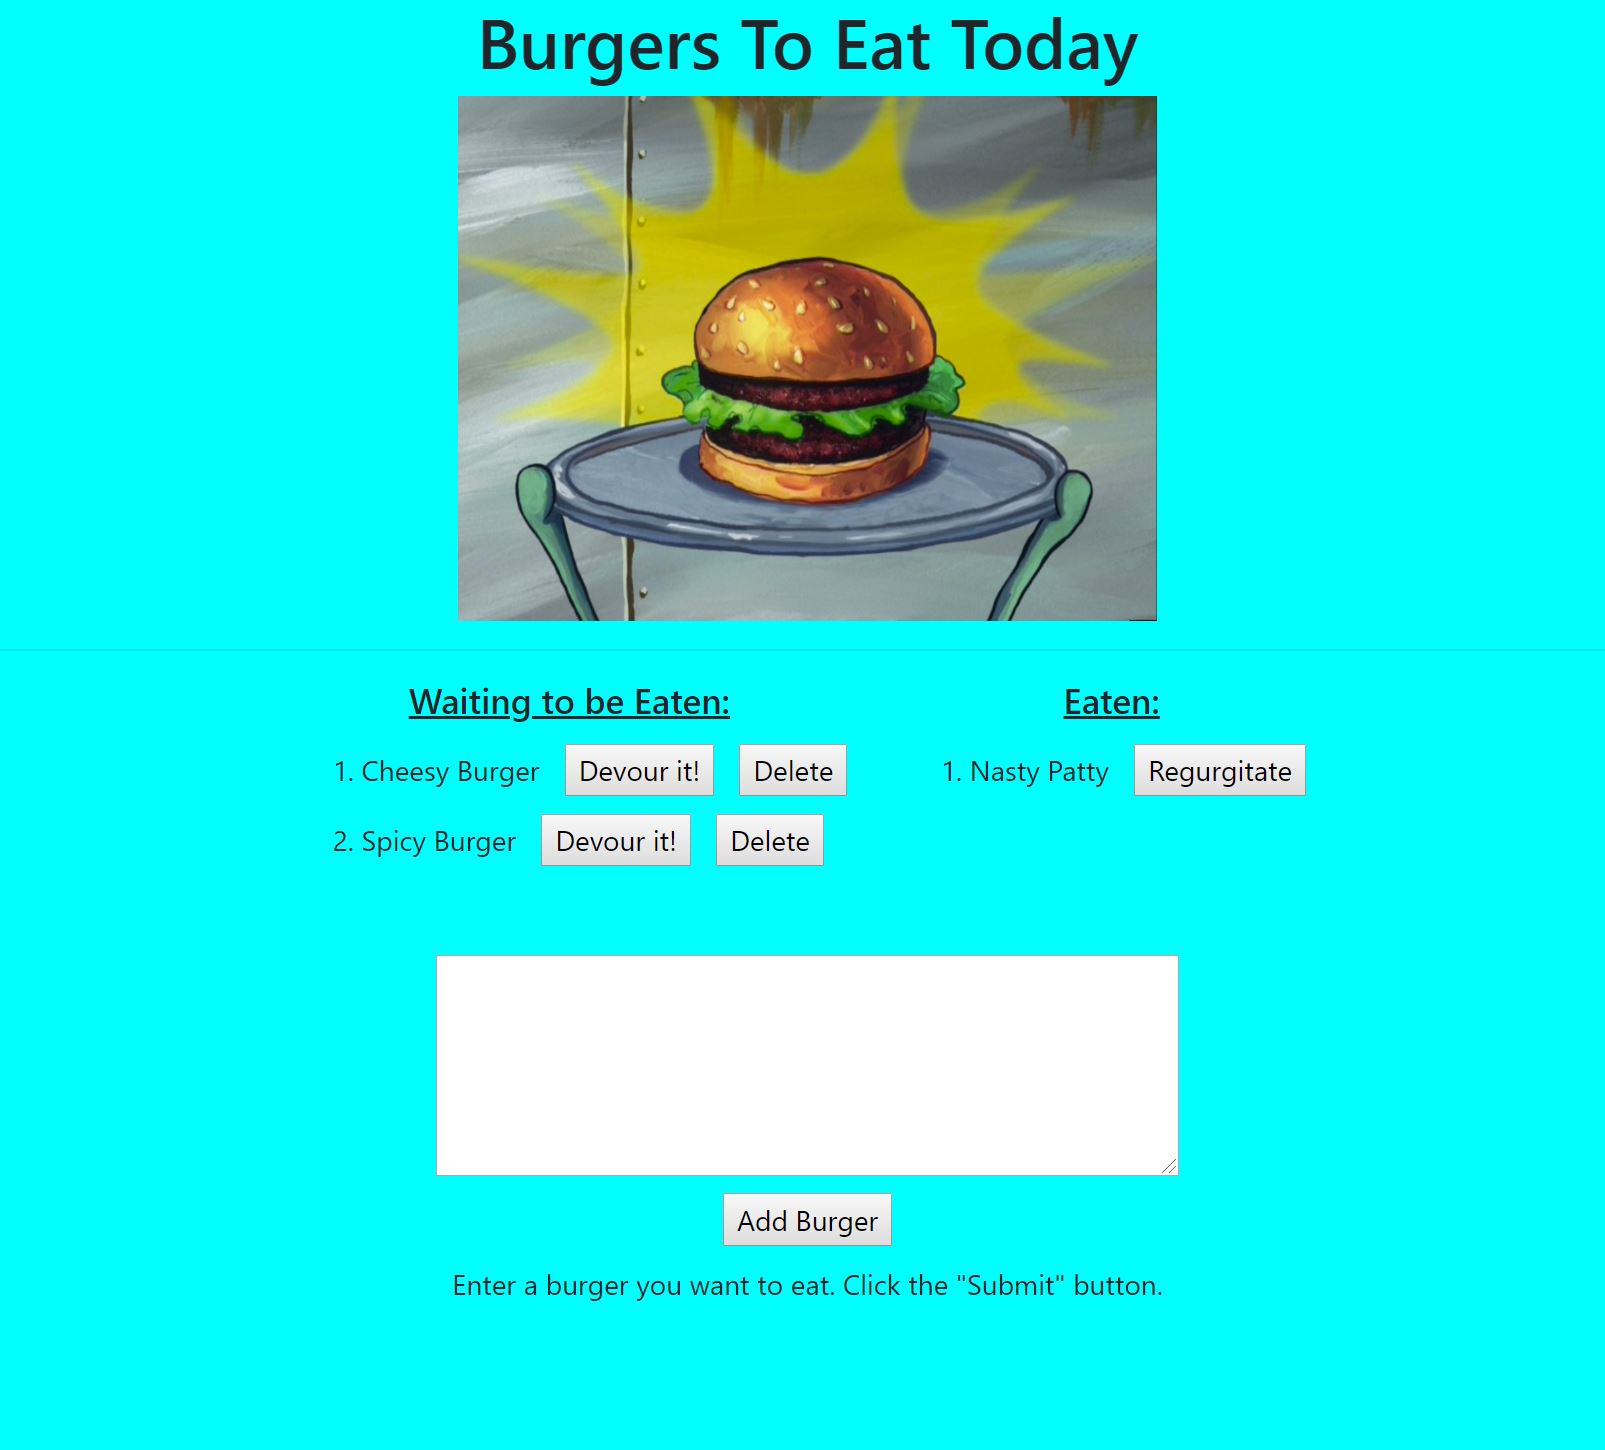 Burgers To Eat Today
Waiting to be Eaten:
1. Cheesy Burger Devour it! Delete
2. Spicy Burger Devour it! Delete
Eaten:
1. Nasty Patty Regurgitate
Add Burger
Enter a burger you want to eat. Click the "Submit" button.